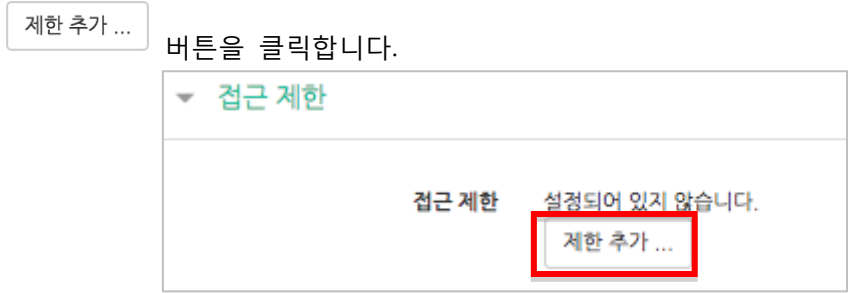 제한 추가 ...
버튼을 클릭합니다.
접근 제한
접근 제한 설정되어 있지 않습니다.
제한 추가 ...